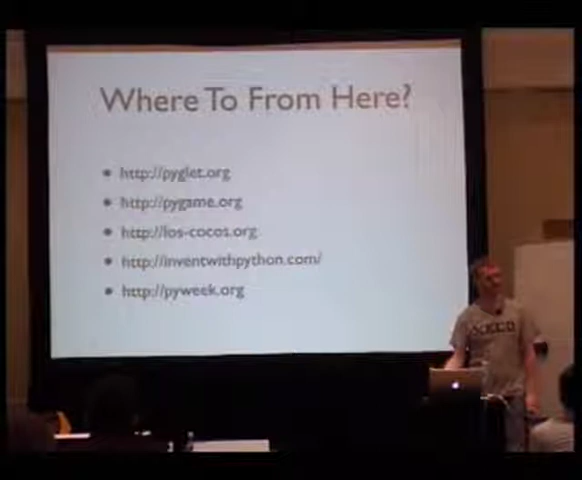 Where To From Here?
http://pyglet.org
http://pygame.org
http://los-cocos.org
http://inventwithpython.com/
http://pyweek.org